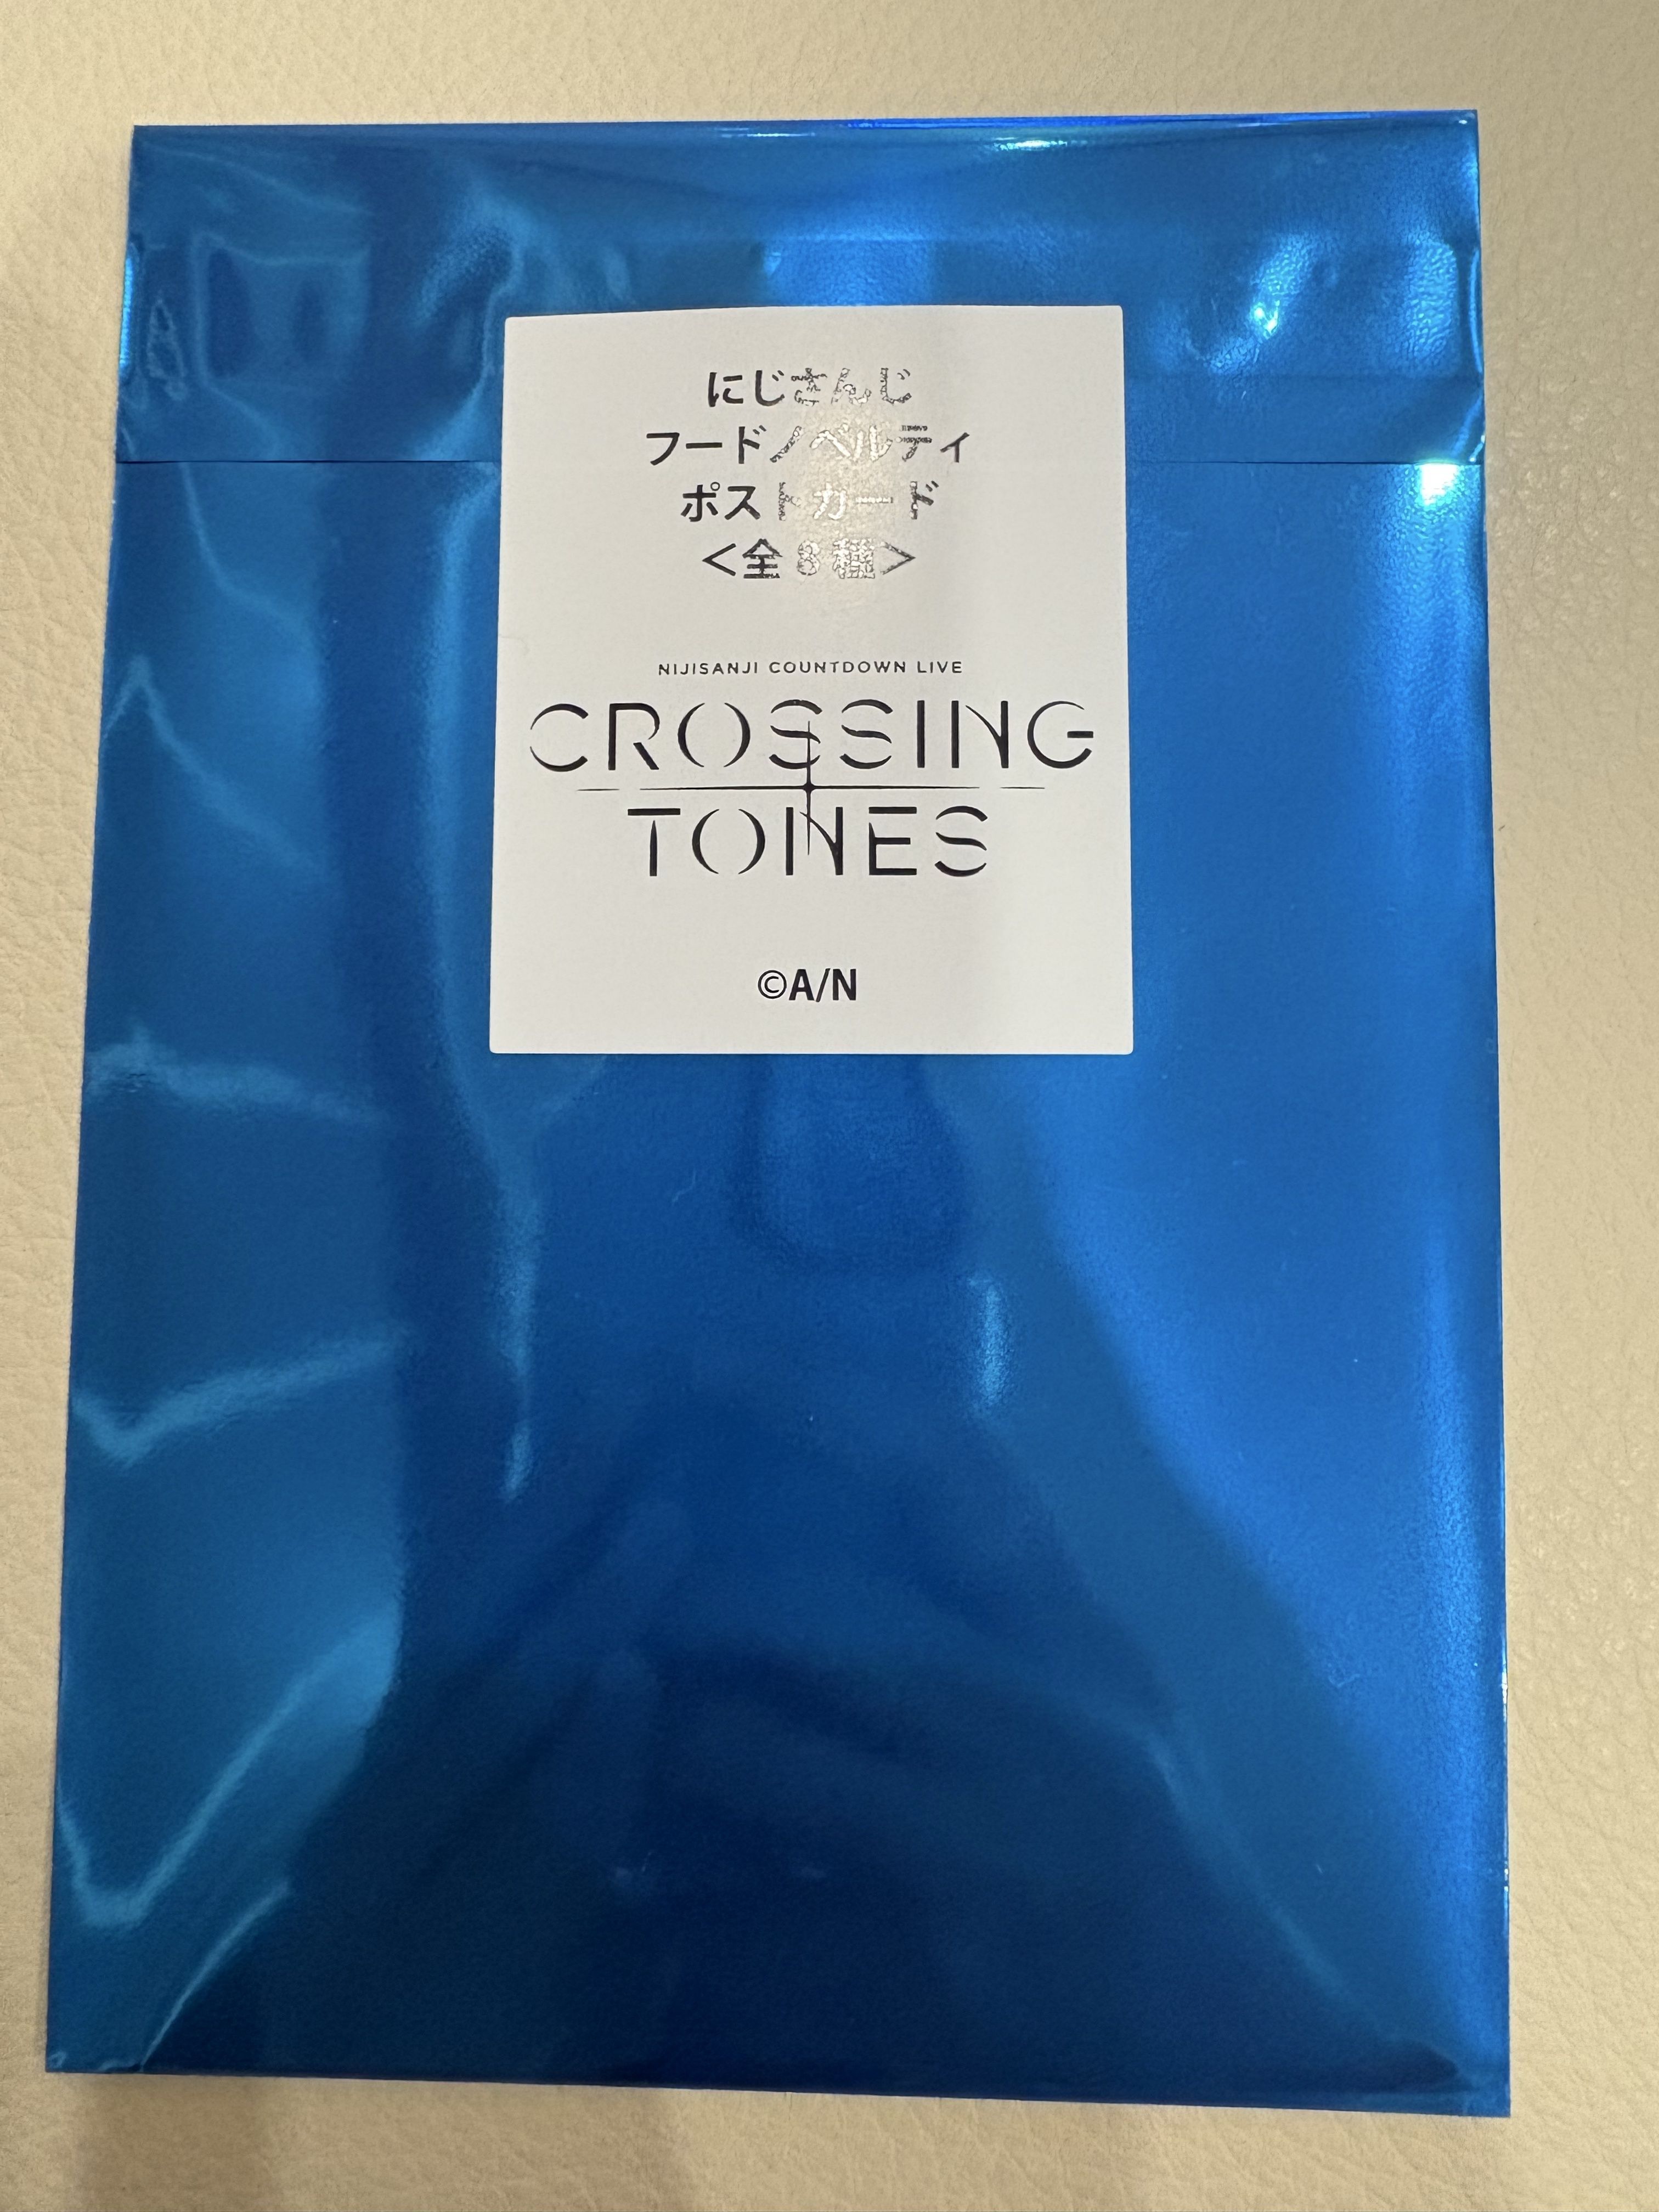 にじさんじ
フードノベルティ
ポストカード
＜全8種＞
NIJISANJI COUNTDOWN LIVE
CROSSING
TONES
©A/N